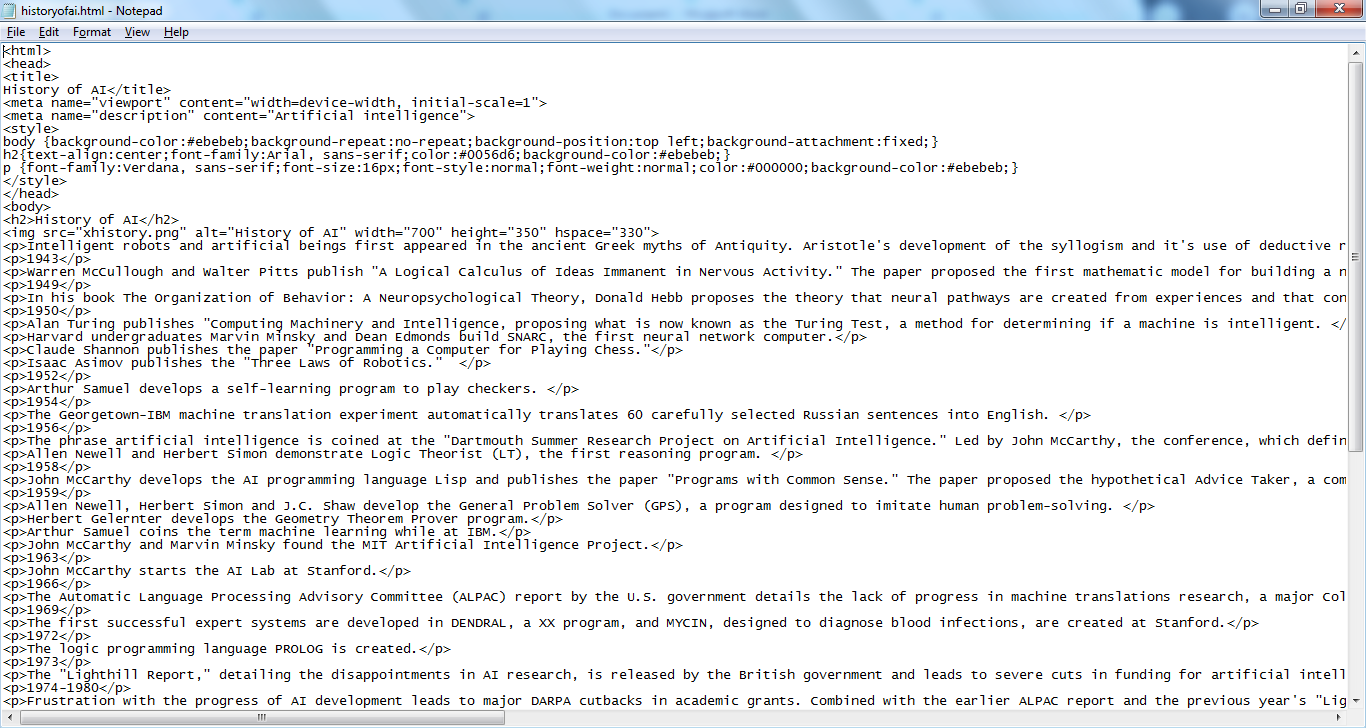 historyofai.html - Notepad
File Edit Format View Help
<html>
<head>
<title>
History of AI</title>
<meta name="viewport" content="width=device-width, initial-scale=1">
<meta name="description" content="Artificial intelligence">
<style>
body {background-color:#ebebeb;background-repeat:no-repeat;background-position:top left;background-attachment:fixed;}
h2{text-align:center;font-family:Arial, sans-serif;color:#0056d6;background-color:#ebebeb;}
p {font-family:Verdana, sans-serif;font-size:16px;font-style:normal;font-weight:normal;color:#000000;background-color:#ebebeb;}
</style>
</head>
<body>
<h2>History of AI</h2>
<img src="xhistory.png" alt="History of AI" width="700" height="350" hspace="330">
<p>Intelligent robots and artificial beings first appeared in the ancient Greek myths of Antiquity. Aristotle's development of the syllogism and it's use of deductive r
<p>1943</p>
<p>Warren McCullough and Walter Pitts publish "A Logical Calculus of Ideas Immanent in Nervous Activity." The paper proposed the first mathematic model for building a n
<p>1949</p>
<p>In his book The Organization of Behavior: A Neuropsychological Theory, Donald Hebb proposes the theory that neural pathways are created from experiences and that con
<p>1950</p>
<p>Alan Turing publishes "Computing Machinery and Intelligence, proposing what is now known as the Turing Test, a method for determining if a machine is intelligent. </
<p>Harvard undergraduates Marvin Minsky and Dean Edmonds build SNARC, the first neural network computer.</p>
<p>Claude Shannon publishes the paper "Programming a Computer for Playing Chess."</p>
<p>Isaac Asimov publishes the "Three Laws of Robotics."  </p>
<p>1952</p>
<p>Arthur Samuel develops a self-learning program to play checkers. </p>
<p>1954</p>
<p>The Georgetown-IBM machine translation experiment automatically translates 60 carefully selected Russian sentences into English. </p>
<p>1956</p>
<p>The phrase artificial intelligence is coined at the "Dartmouth Summer Research Project on Artificial Intelligence." Led by John McCarthy, the conference, which defin
<p>Allen Newell and Herbert Simon demonstrate Logic Theorist (LT), the first reasoning program. </p>
<p>1958</p>
<p>John McCarthy develops the AI programming language Lisp and publishes the paper "Programs with Common Sense." The paper proposed the hypothetical Advice Taker, a com
<p>1959</p>
<p>Allen Newell, Herbert Simon and J.C. Shaw develop the General Problem Solver (GPS), a program designed to imitate human problem-solving. </p>
<p>Herbert Gelernter develops the Geometry Theorem Prover program.</p>
<p>Arthur Samuel coins the term machine learning while at IBM.</p>
<p>John McCarthy and Marvin Minsky found the MIT Artificial Intelligence Project.</p>
<p>1963</p>
<p>John McCarthy starts the AI Lab at Stanford.</p>
<p>1966</p>
<p>The Automatic Language Processing Advisory Committee (ALPAC) report by the U.S. government details the lack of progress in machine translations research, a major Col
<p>1969</p>
<p>The first successful expert systems are developed in DENDRAL, a XX program, and MYCIN, designed to diagnose blood infections, are created at Stanford.</p>
<p>1972</p>
<p>The logic programming language PROLOG is created.</p>
<p>1973</p>
<p>The "Lighthill Report," detailing the disappointments in AI research, is released by the British government and leads to severe cuts in funding for artificial intell
<p>1974-1980</p>
<p>Frustration with the progress of AI development leads to major DARPA cutbacks in academic grants. Combined with the earlier ALPAC report and the previous year's "Lig